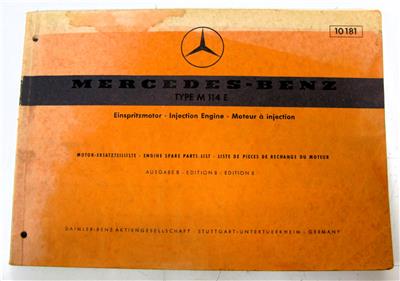 10 181
MERCEDES-BENZ
TYPE M 114 E
Einspritzmotor - Injection Engine - Moteur à injection
MOTOR-ERSATZTEILLISTE - ENGINE SPARE PARTS LIST - LISTE DE PIECES DE RECHANGE DU MOTEUR
AUSGABE B - EDITION B - EDITION B
DAIMLER-BENZ AKTIENGESELLSCHAFT · STUTTGART-UNTERTUERKHEIM · GERMANY